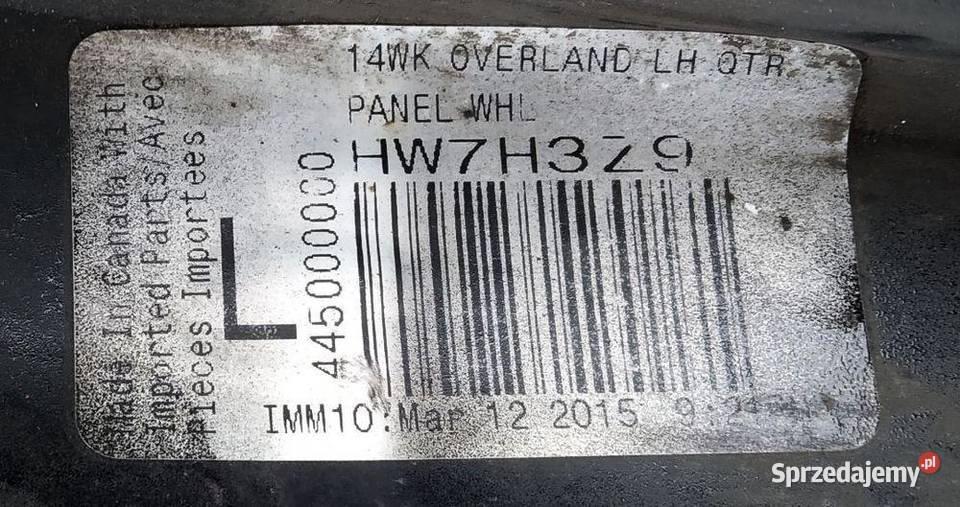 14WK OVERLAND LH QTR
PANEL WHL
HW7H3Z9
Made In Canada With
Imported Parts/Avec
pieces Importees
L
445000000
IMM10:Mar 12 2015
Sprzedajemy.pl